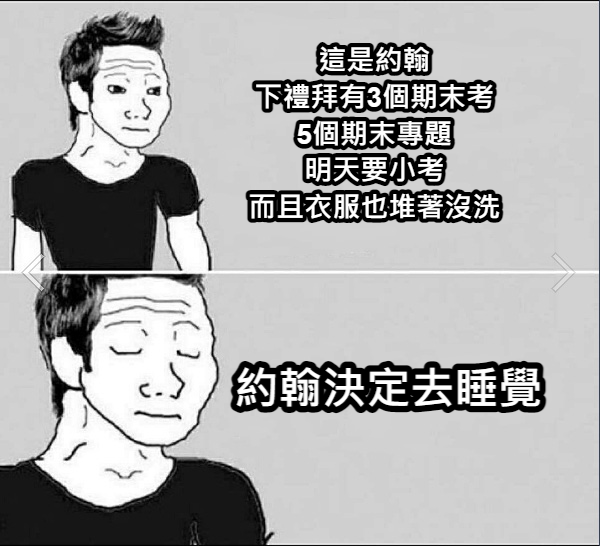 這是約翰
下禮拜有3個期末考
5個期末專題
明天要小考
而且衣服也堆著沒洗
約翰決定去睡覺